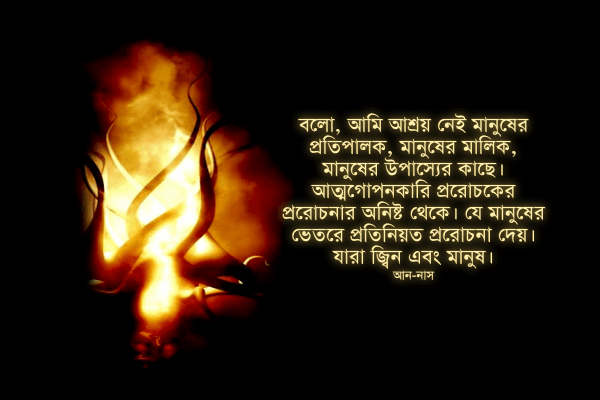 বলো, আমি আশ্রয় নেই মানুষের
প্রতিপালক, মানুষের মালিক,
মানুষের উপাস্যের কাছে।
আত্মগোপনকারি প্ররোচকের
প্ররোচনার অনিষ্ট থেকে। যে মানুষের
ভেতরে প্রতিনিয়ত প্ররোচনা দেয়।
যারা জ্বিন এবং মানুষ।
আন-নাস